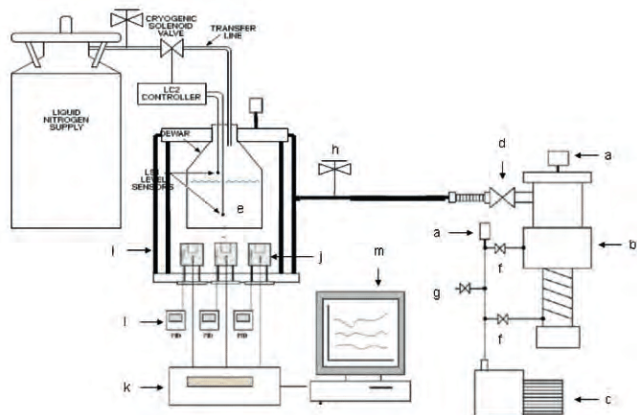 CRYOGENIC
SOLENOID
VALVE
TRANSFER
LINE
LC2
CONTROLLER
LIQUID
NITROGEN
SUPPLY
DEWAR
LEVEL
SENSORS
e
h
d
a
a
b
f
g
f
i
j
m
l
k
c